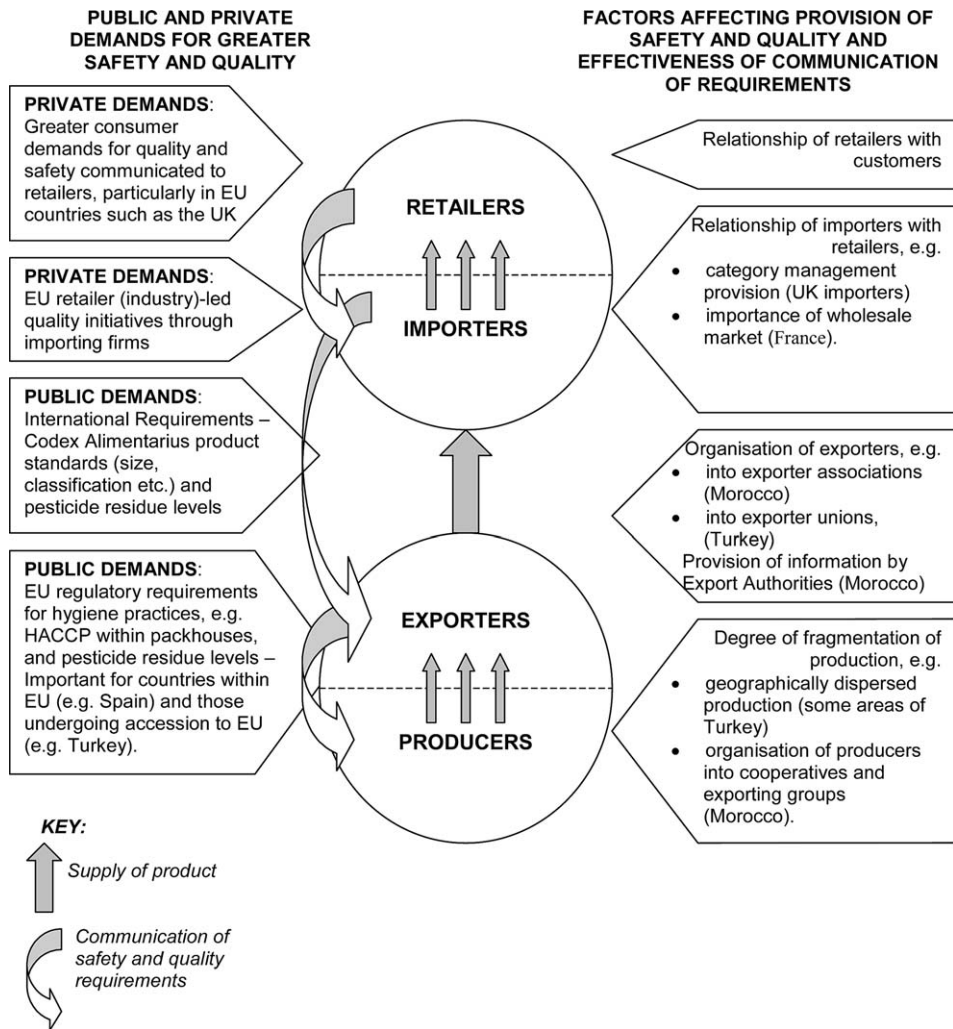 PUBLIC AND PRIVATE
DEMANDS FOR GREATER
SAFETY AND QUALITY
PRIVATE DEMANDS:
Greater consumer
demands for quality and
safety communicated to
retailers, particularly in EU
countries such as the UK
PRIVATE DEMANDS:
EU retailer (industry)-led
quality initiatives through
importing firms
PUBLIC DEMANDS:
International Requirements –
Codex Alimentarius product
standards (size,
classification etc.) and
pesticide residue levels
PUBLIC DEMANDS:
EU regulatory requirements
for hygiene practices, e.g.
HACCP within packhouses,
and pesticide residue levels –
Important for countries within
EU (e.g. Spain) and those
undergoing accession to EU
(e.g. Turkey).
RETAILERS
IMPORTERS
EXPORTERS
PRODUCERS
FACTORS AFFECTING PROVISION OF
SAFETY AND QUALITY AND
EFFECTIVENESS OF COMMUNICATION
OF REQUIREMENTS
Relationship of retailers with
customers
Relationship of importers with
retailers, e.g.
• category management
provision (UK importers)
• importance of wholesale
market (France).
Organisation of exporters, e.g.
• into exporter associations
(Morocco)
• into exporter unions,
(Turkey)
Provision of information by
Export Authorities (Morocco)
Degree of fragmentation of
production, e.g.
• geographically dispersed
production (some areas of
Turkey)
• organisation of producers
into cooperatives and
exporting groups
(Morocco).
KEY:
Supply of product
Communication of
safety and quality
requirements